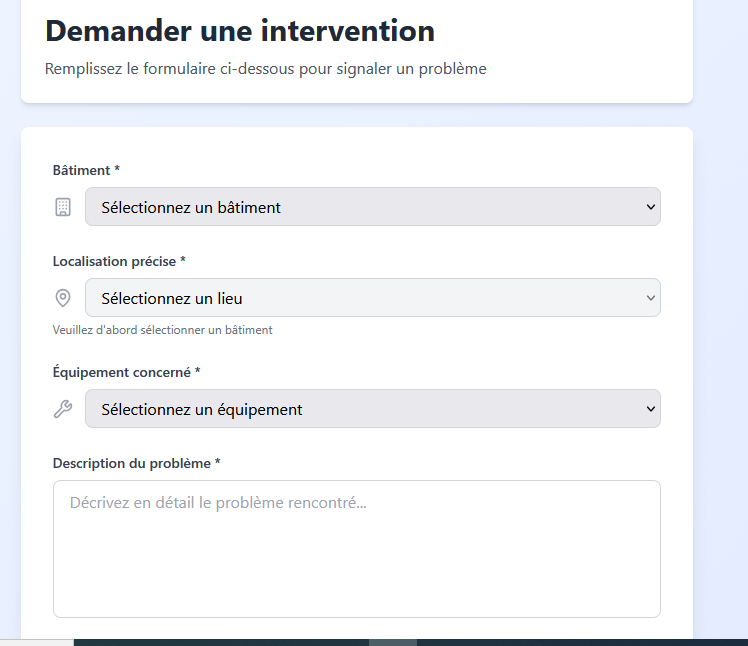 Demander une intervention
Remplissez le formulaire ci-dessous pour signaler un problème
Bâtiment *
Sélectionnez un bâtiment
Localisation précise *
Sélectionnez un lieu
Veuillez d'abord sélectionner un bâtiment
Équipement concerné *
Sélectionnez un équipement
Description du problème *
Décrivez en détail le problème rencontré...